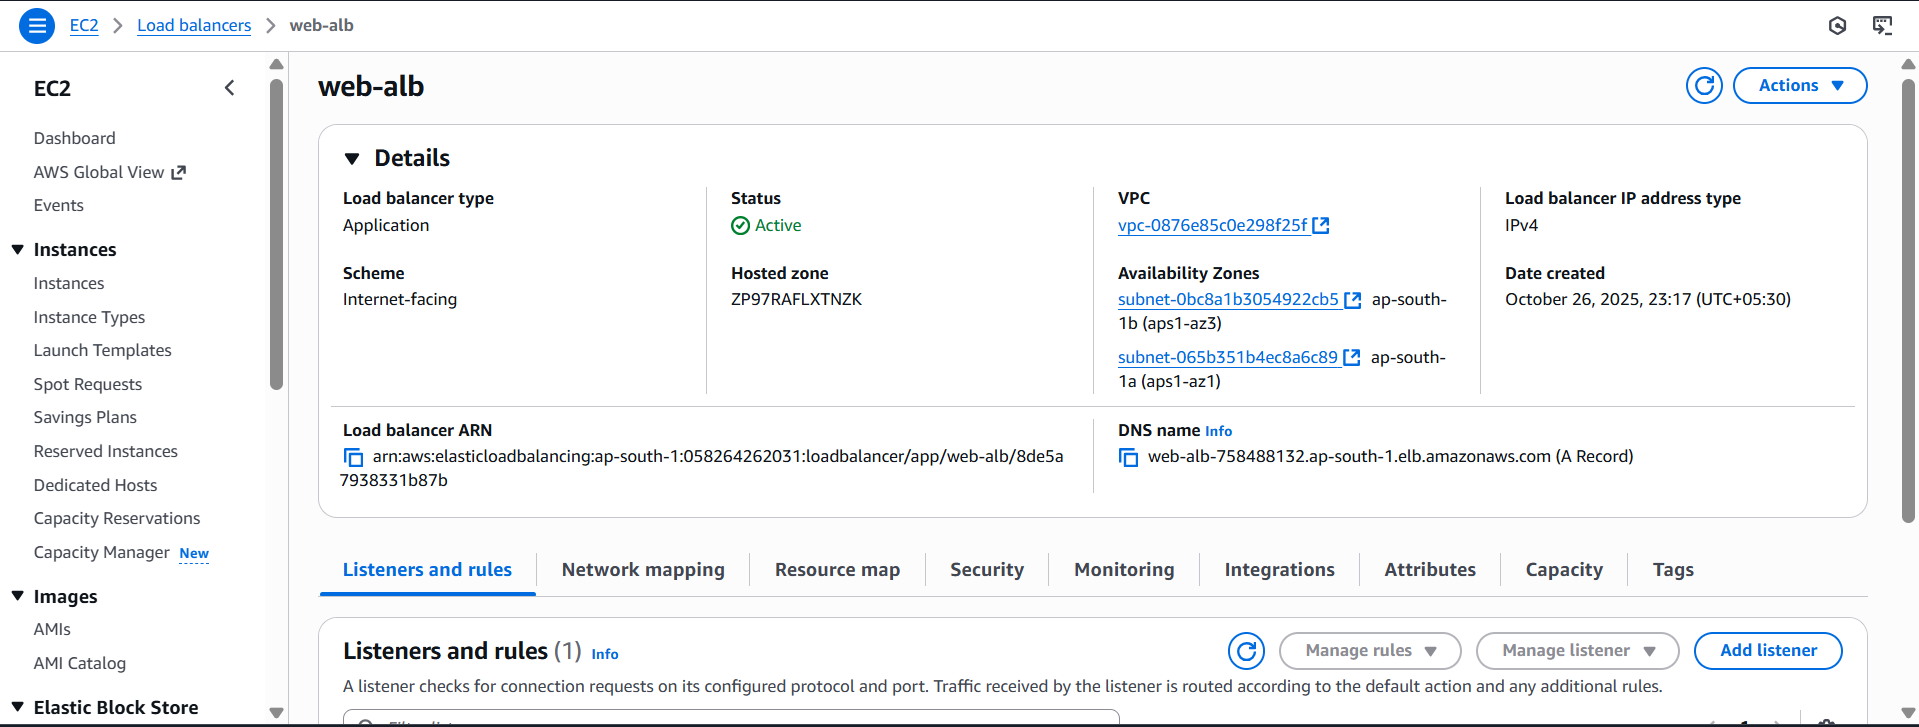 EC2 > Load balancers > web-alb
EC2
Dashboard
AWS Global View
Events
Instances
Instances
Instance Types
Launch Templates
Spot Requests
Savings Plans
Reserved Instances
Dedicated Hosts
Capacity Reservations
Capacity Manager New
Images
AMIs
AMI Catalog
Elastic Block Store
web-alb
Actions
Details
Load balancer type
Application
Status
Active
VPC
vpc-0876e85c0e298f25f
Load balancer IP address type
IPv4
Scheme
Internet-facing
Hosted zone
ZP97RAFLXTNZK
Availability Zones
subnet-0bc8a1b3054922cb5 ap-south-
1b (aps1-az3)
subnet-065b351b4ec8a6c89 ap-south-
1a (aps1-az1)
Date created
October 26, 2025, 23:17 (UTC+05:30)
Load balancer ARN
arn:aws:elasticloadbalancing:ap-south-1:058264262031:loadbalancer/app/web-alb/8de5a
7938331b87b
DNS name Info
web-alb-758488132.ap-south-1.elb.amazonaws.com (A Record)
Listeners and rules
Network mapping
Resource map
Security
Monitoring
Integrations
Attributes
Capacity
Tags
Listeners and rules (1) Info
Manage rules
Manage listener
Add listener
A listener checks for connection requests on its configured protocol and port. Traffic received by the listener is routed according to the default action and any additional rules.